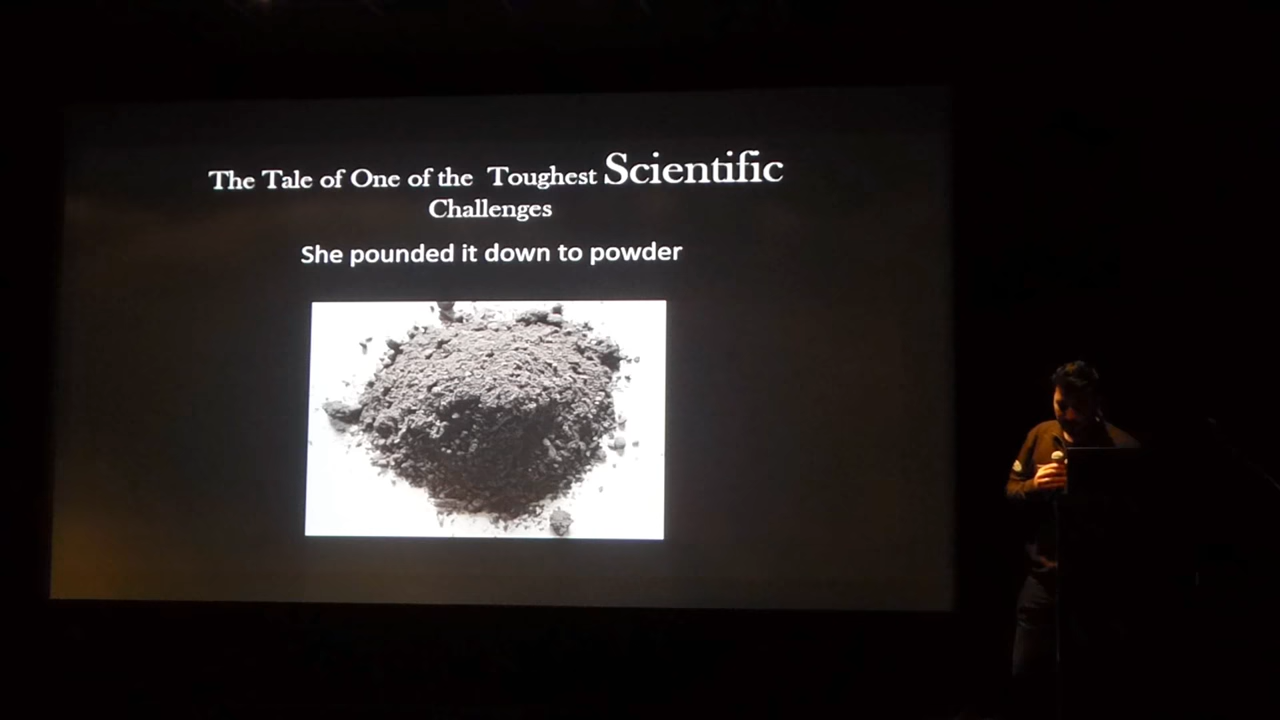 The Tale of One of the Toughest Scientific
Challenges
She pounded it down to powder